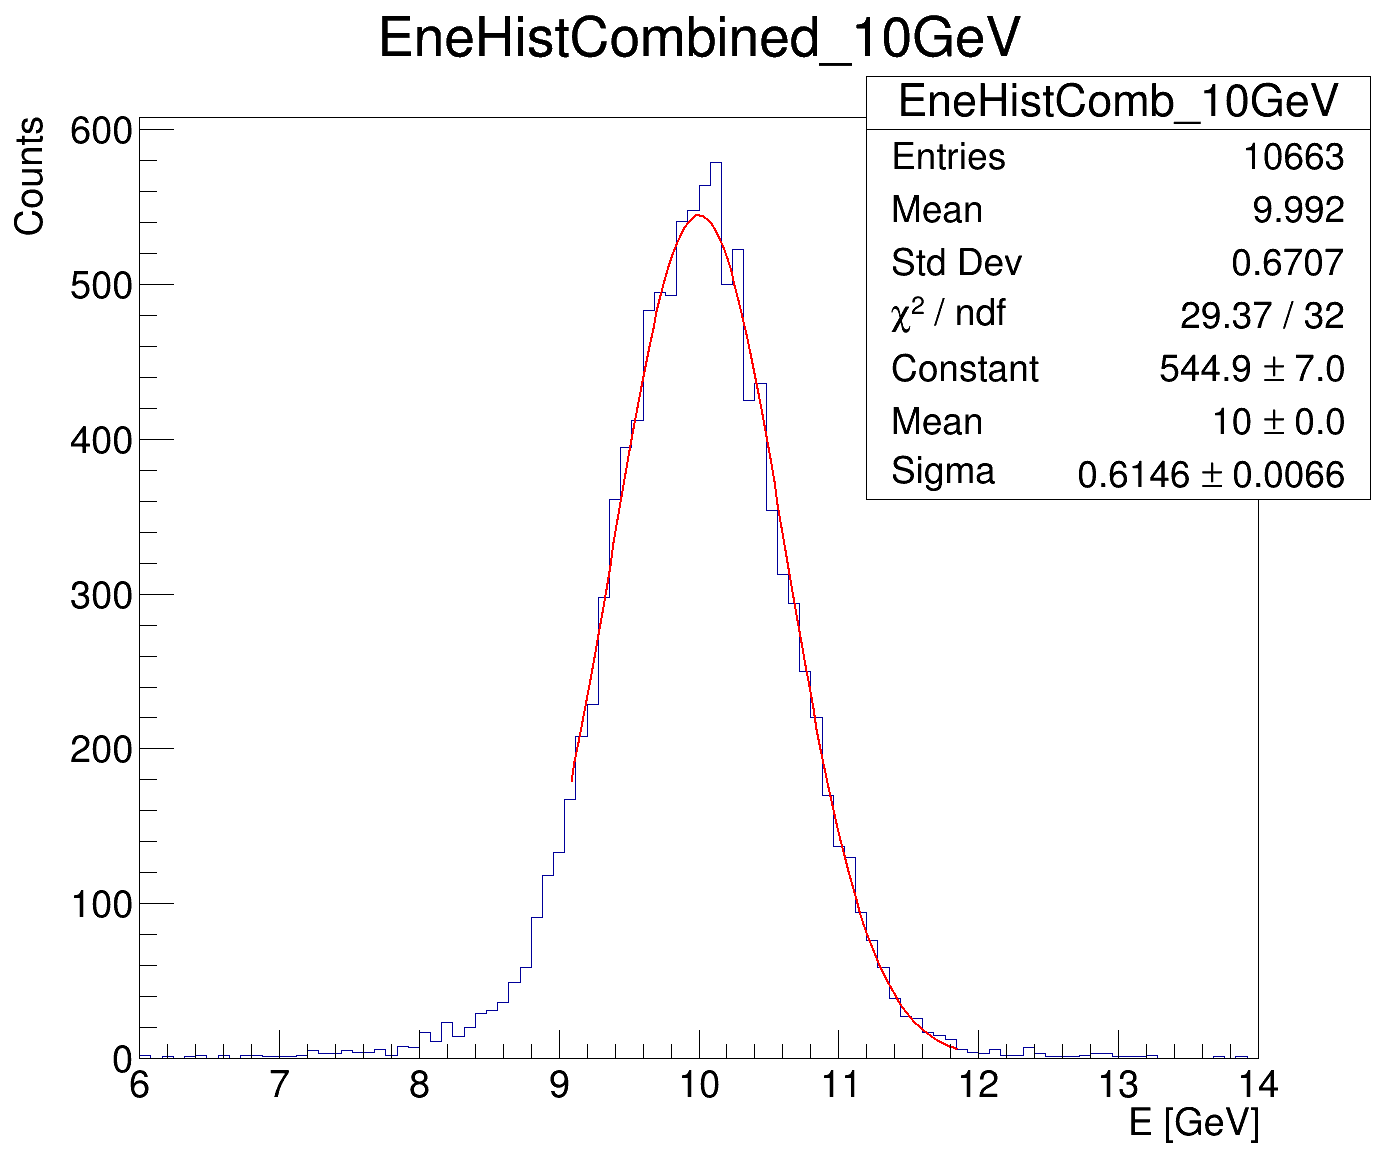 EneHistCombined_10GeV
EneHistComb_10GeV
Entries 10663
Mean 9.992
Std Dev 0.6707
χ² / ndf 29.37 / 32
Constant 544.9 ± 7.0
Mean 10 ± 0.0
Sigma 0.6146 ± 0.0066
Counts
600
500
400
300
200
100
0
6 7 8 9 10 11 12 13 14
E [GeV]